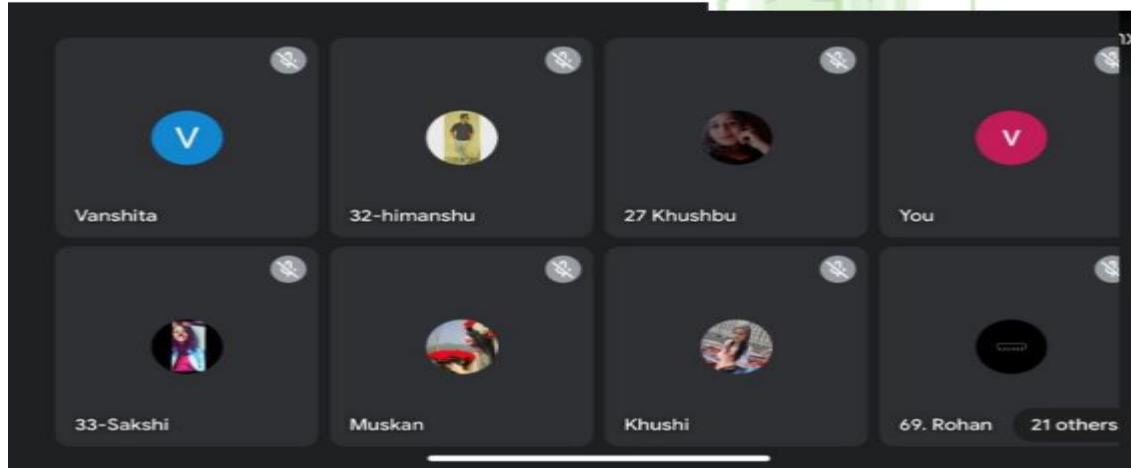 V
V
Vanshita
32-himanshu
27 Khushbu
You
33-Sakshi
Muskan
Khushi
69. Rohan
21 others